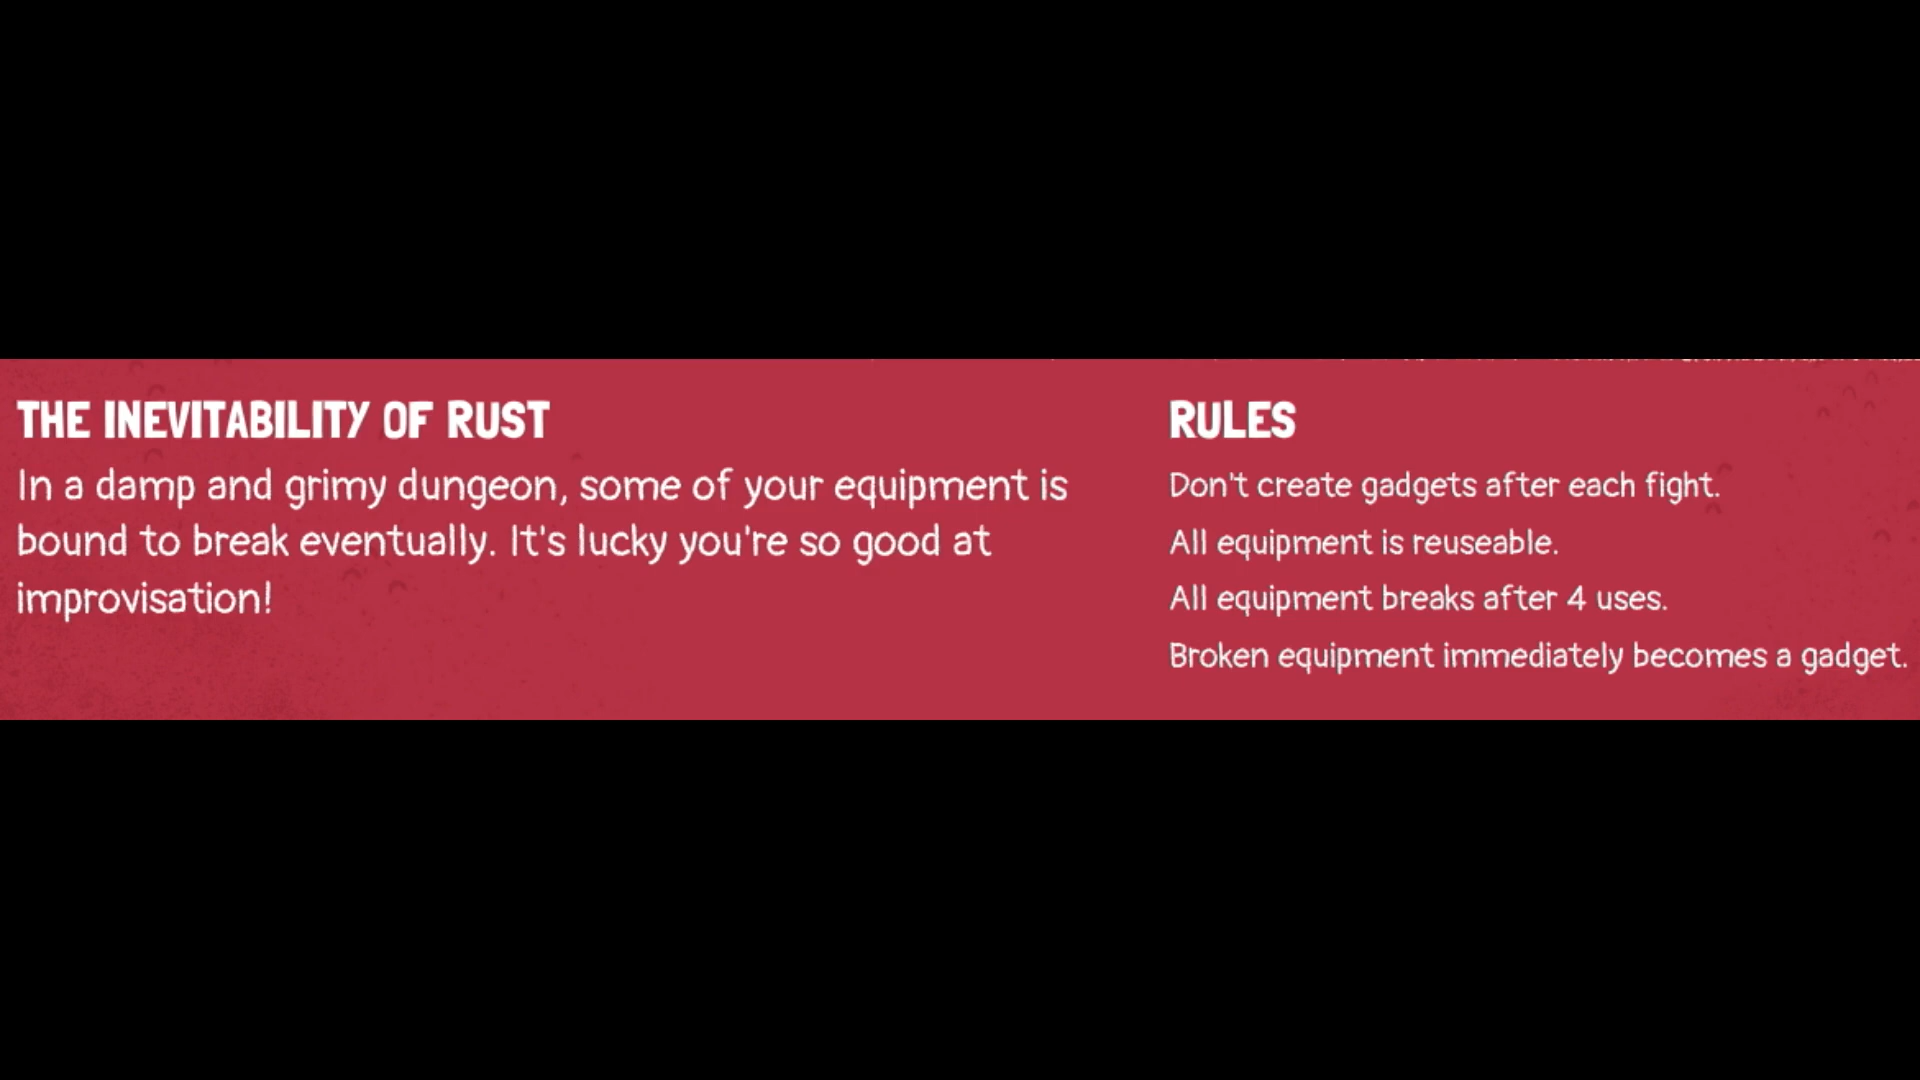 THE INEVITABILITY OF RUST
In a damp and grimy dungeon, some of your equipment is
bound to break eventually. It's lucky you're so good at
improvisation!
RULES
Don't create gadgets after each fight.
All equipment is reuseable.
All equipment breaks after 4 uses.
Broken equipment immediately becomes a gadget.